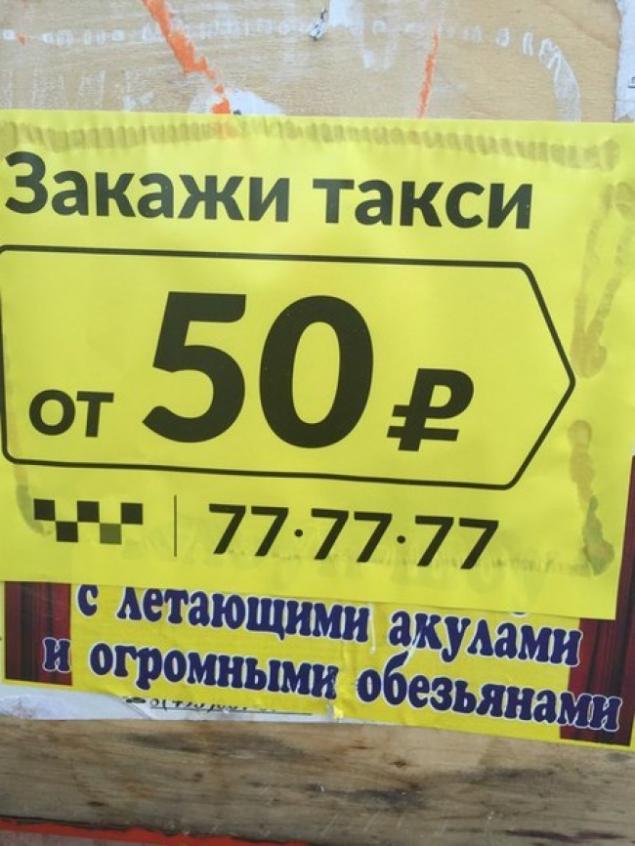 Закажи такси
от 50 ₽
77·77·77
с летающими акулами
и огромными обезьянами